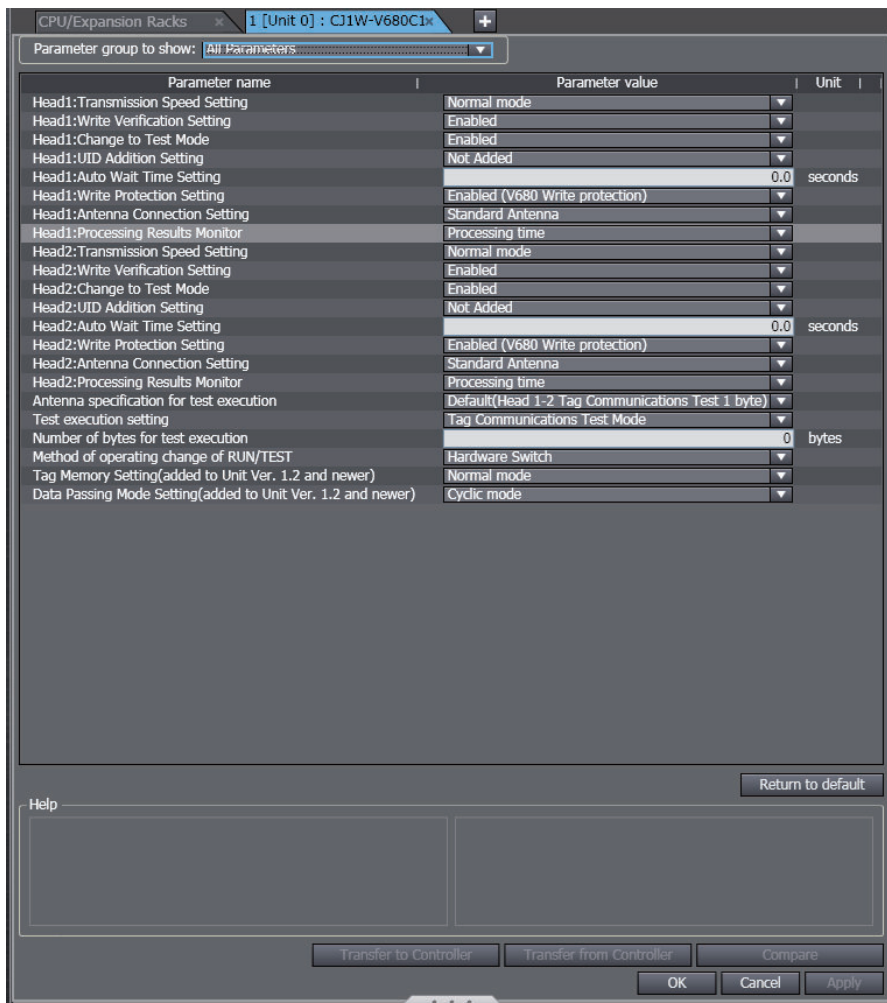 CPU/Expansion Racks × 1 [Unit 0] : CJ1W-V680C1 × +
Parameter group to show: All Parameters
Parameter name | Parameter value | Unit |
Head1:Transmission Speed Setting Normal mode
Head1:Write Verification Setting Enabled
Head1:Change to Test Mode Enabled
Head1:UID Addition Setting Not Added
Head1:Auto Wait Time Setting 0.0 seconds
Head1:Write Protection Setting Enabled (V680 Write protection)
Head1:Antenna Connection Setting Standard Antenna
Head1:Processing Results Monitor Processing time
Head2:Transmission Speed Setting Normal mode
Head2:Write Verification Setting Enabled
Head2:Change to Test Mode Enabled
Head2:UID Addition Setting Not Added
Head2:Auto Wait Time Setting 0.0 seconds
Head2:Write Protection Setting Enabled (V680 Write protection)
Head2:Antenna Connection Setting Standard Antenna
Head2:Processing Results Monitor Processing time
Antenna specification for test execution Default(Head 1-2 Tag Communications Test 1 byte)
Test execution setting Tag Communications Test Mode
Number of bytes for test execution 0 bytes
Method of operating change of RUN/TEST Hardware Switch
Tag Memory Setting(added to Unit Ver. 1.2 and newer) Normal mode
Data Passing Mode Setting(added to Unit Ver. 1.2 and newer) Cyclic mode
Return to default
Help
Transfer to Controller Transfer from Controller Compare
OK Cancel Apply